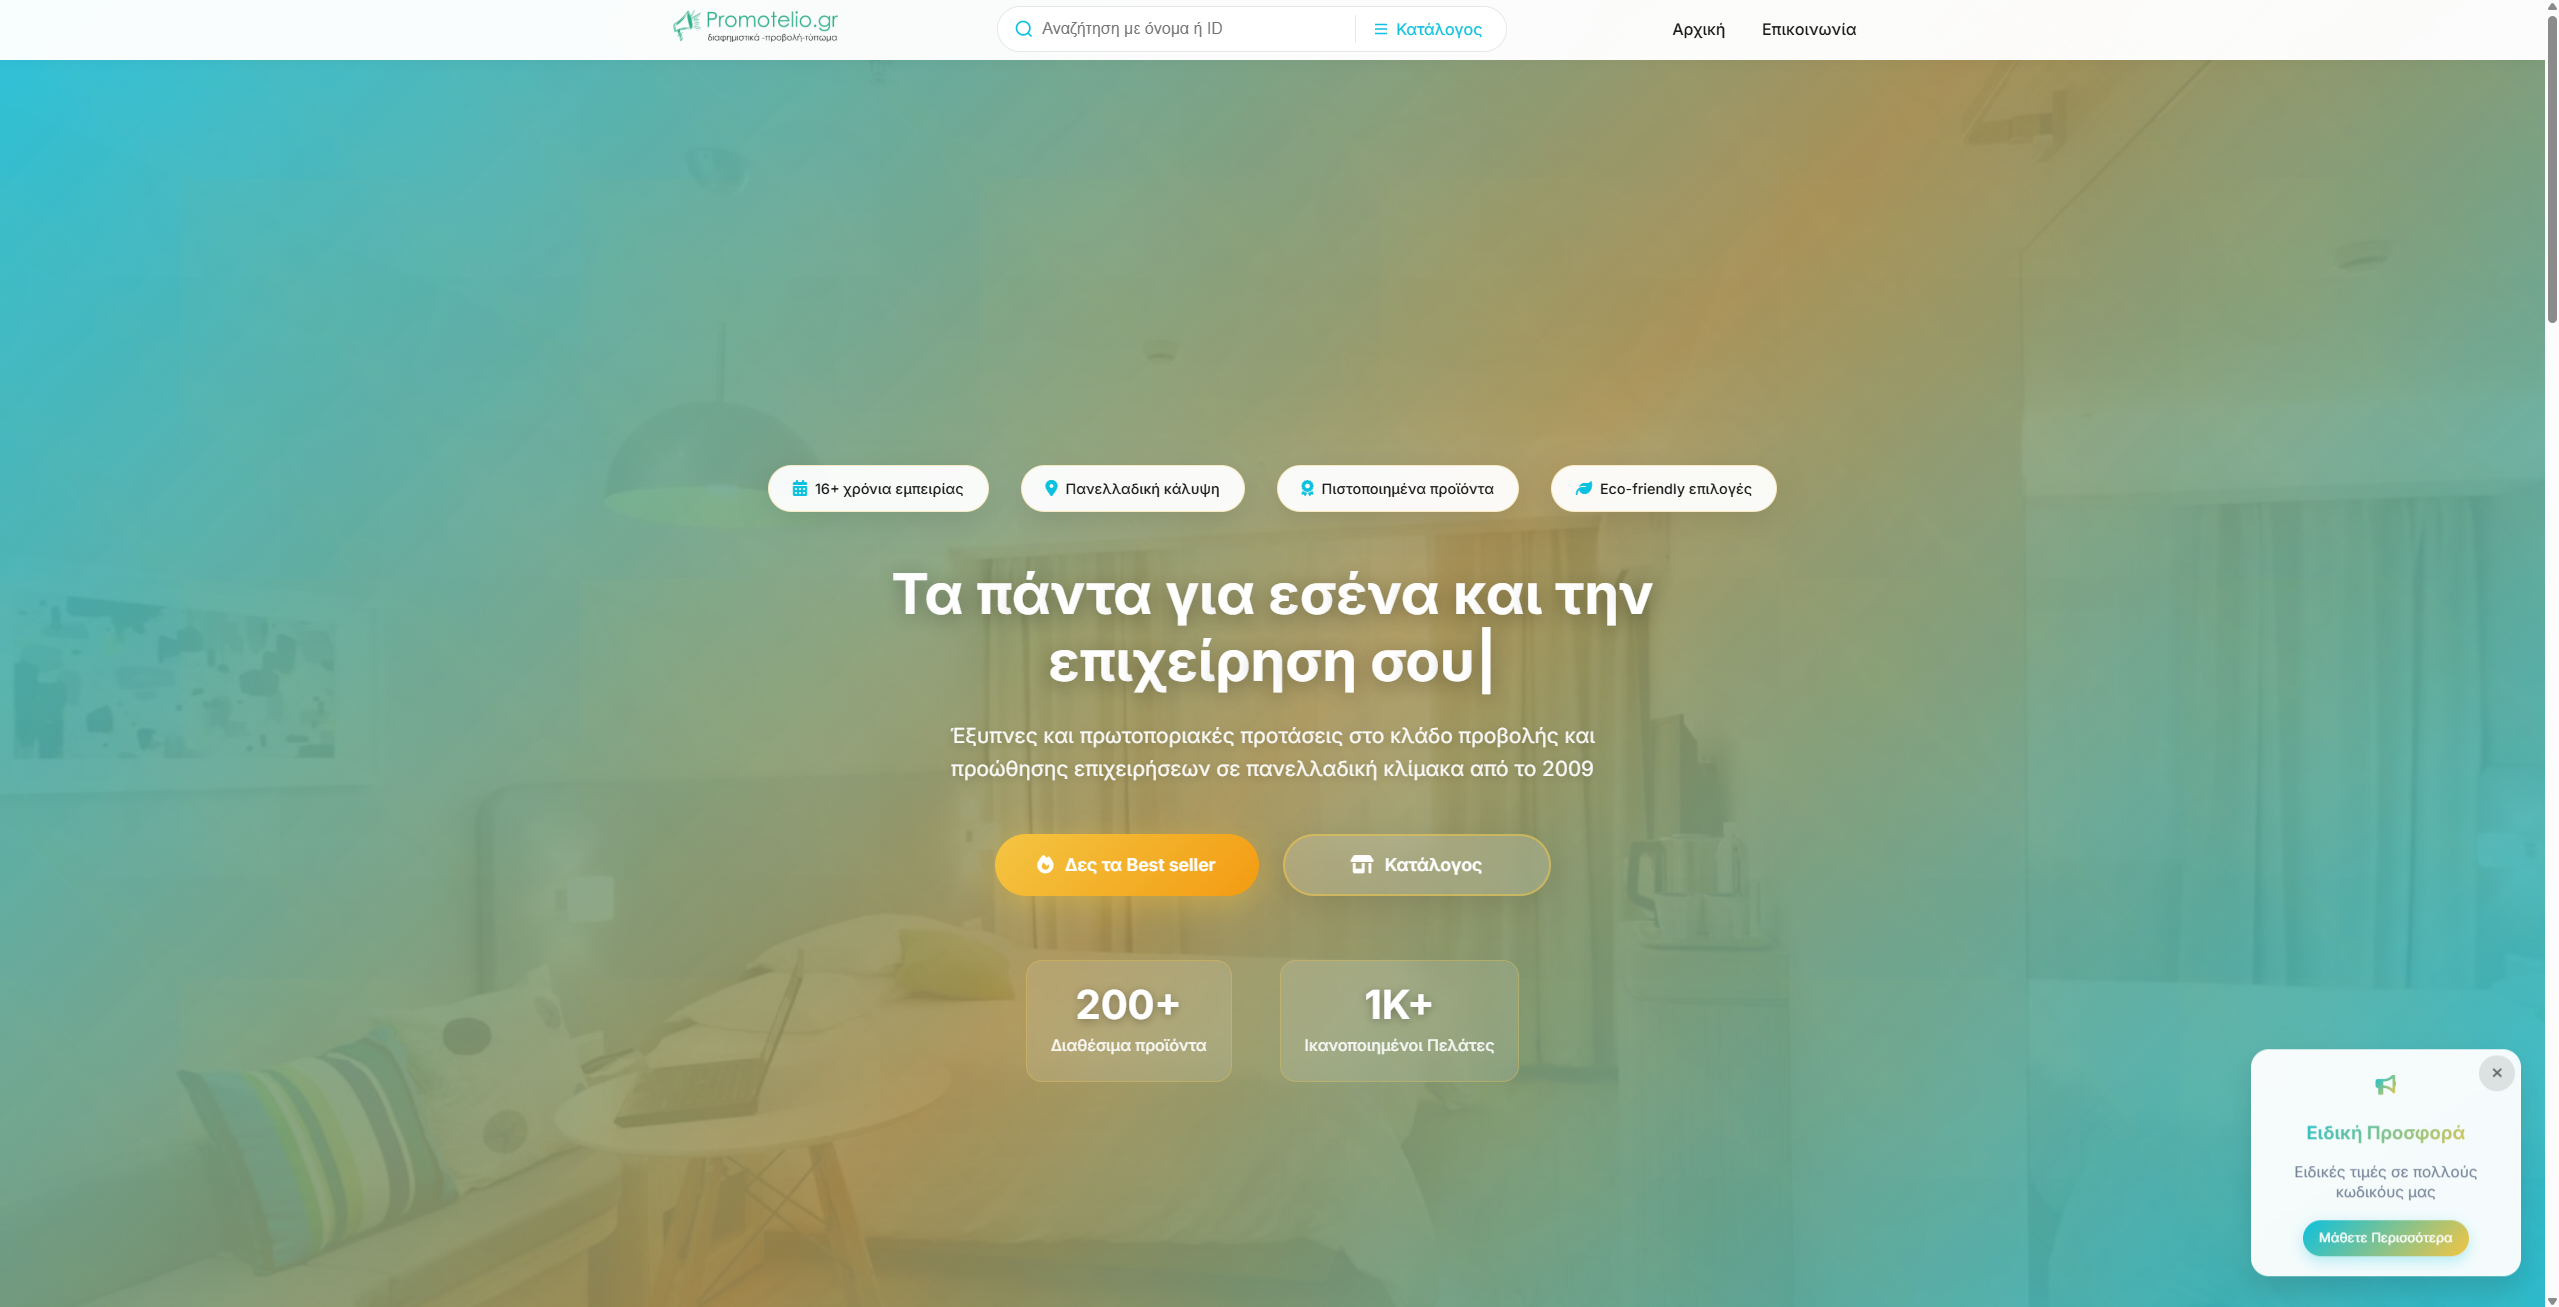 Promotelio.gr
διαφημιστικά -προβολή-τύπωμα
Αναζήτηση με όνομα ή ID
Κατάλογος
Αρχική
Επικοινωνία
16+ χρόνια εμπειρίας
Πανελλαδική κάλυψη
Πιστοποιημένα προϊόντα
Eco-friendly επιλογές
Τα πάντα για εσένα και την
επιχείρηση σου|
Έξυπνες και πρωτοποριακές προτάσεις στο κλάδο προβολής και
προώθησης επιχειρήσεων σε πανελλαδική κλίμακα από το 2009
Δες τα Best seller
Κατάλογος
200+
Διαθέσιμα προϊόντα
1K+
Ικανοποιημένοι Πελάτες
Ειδική Προσφορά
Ειδικές τιμές σε πολλούς
κωδικόυς μας
Μάθετε Περισσότερα